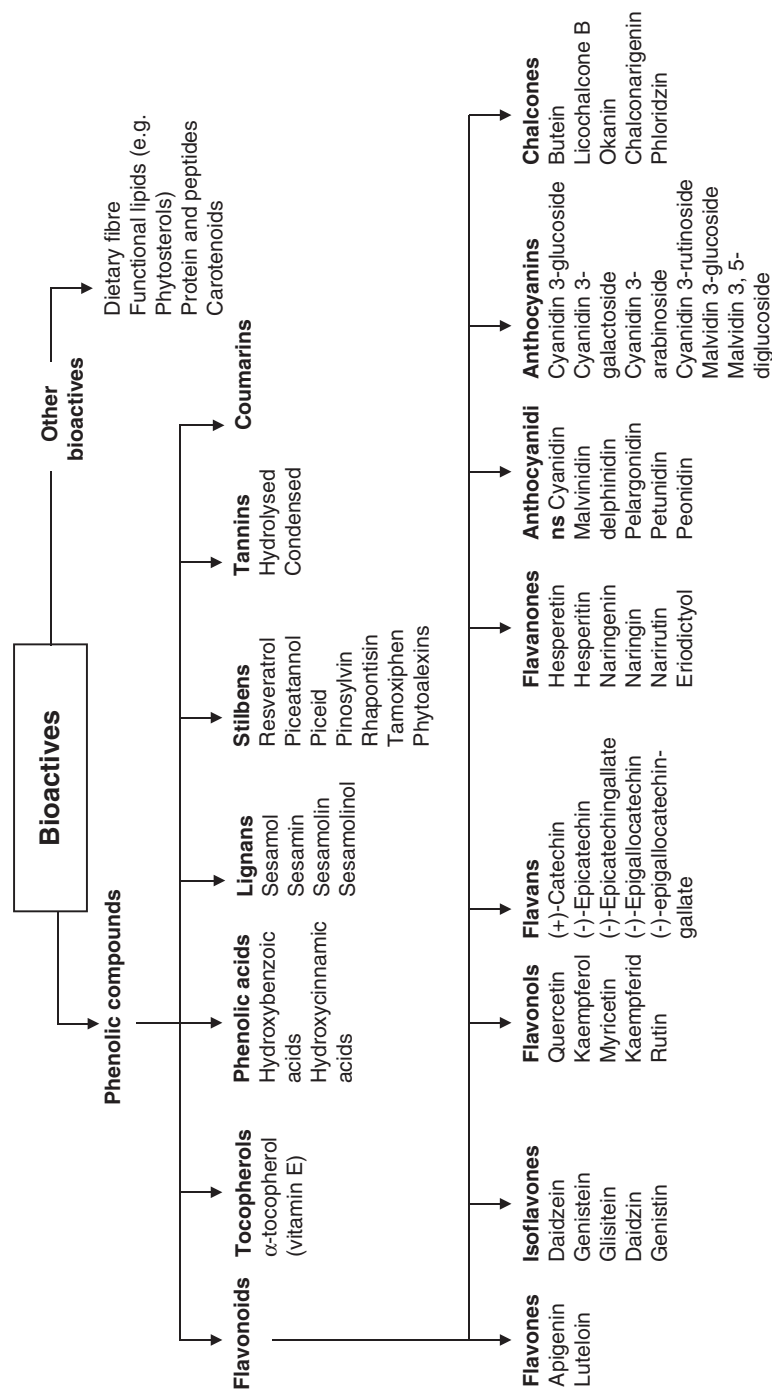 Bioactives
Phenolic compounds
Other
bioactives
Dietary fibre
Functional lipids (e.g.
Phytosterols)
Protein and peptides
Carotenoids
Flavonoids
Tocopherols
α-tocopherol
(vitamin E)
Phenolic acids
Hydroxybenzoic
acids
Hydroxycinnamic
acids
Lignans
Sesamol
Sesamin
Sesamolin
Sesamolinol
Stilbens
Resveratrol
Piceatannol
Piceid
Pinosylvin
Rhapontisin
Tamoxiphen
Phytoalexins
Tannins
Hydrolysed
Condensed
Coumarins
Flavones
Apigenin
Luteloin
Isoflavones
Daidzein
Genistein
Glisitein
Daidzin
Genistin
Flavonols
Quercetin
Kaempferol
Myricetin
Kaempferid
Rutin
Flavans
(+)-Catechin
(-)-Epicatechin
(-)-Epicatechingallate
(-)-Epigallocatechin
(-)-epigallocatechin-
gallate
Flavanones
Hesperetin
Hesperitin
Naringenin
Naringin
Narirutin
Eriodictyol
Anthocyanidi
ns Cyanidin
Malvinidin
delphinidin
Pelargonidin
Petunidin
Peonidin
Anthocyanins
Cyanidin 3-glucoside
Cyanidin 3-
galactoside
Cyanidin 3-
arabinoside
Cyanidin 3-rutinoside
Malvidin 3-glucoside
Malvidin 3, 5-
diglucoside
Chalcones
Butein
Licochalcone B
Okanin
Chalconarigenin
Phloridzin